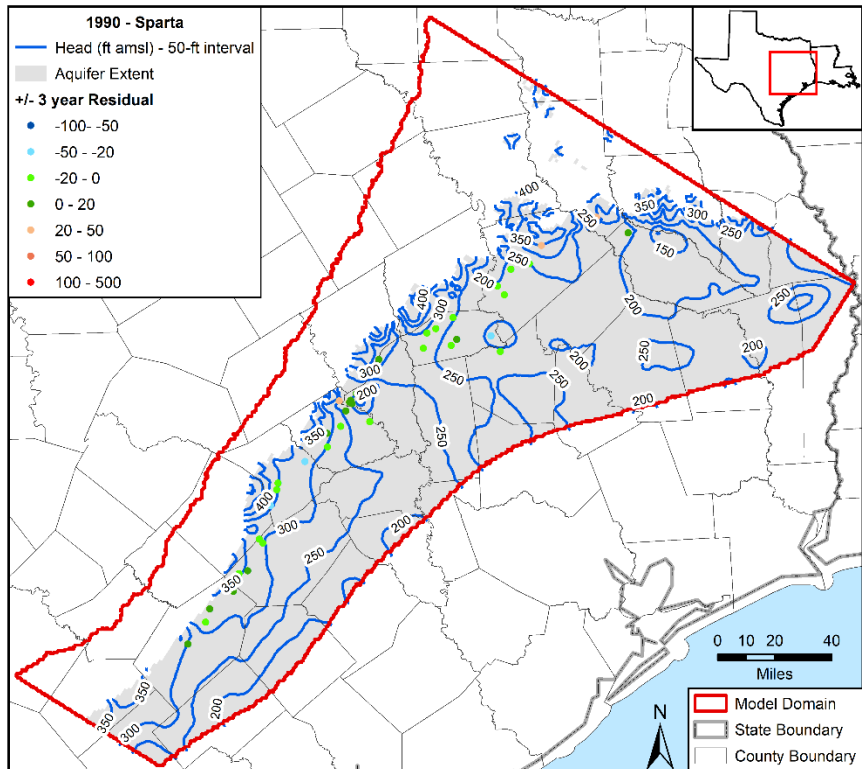 1990 - Sparta
Head (ft amsl) - 50-ft interval
Aquifer Extent
+/- 3 year Residual
-100- -50
-50 - -20
-20 - 0
0 - 20
20 - 50
50 - 100
100 - 500
400
350
300
250
250
350
250
150
200
400
300
200
250
200
250
200
250
200
300
200
250
250
200
350
250
400
300
250
200
350
200
350
350
300
0 10 20 40
Miles
N
Model Domain
State Boundary
County Boundary